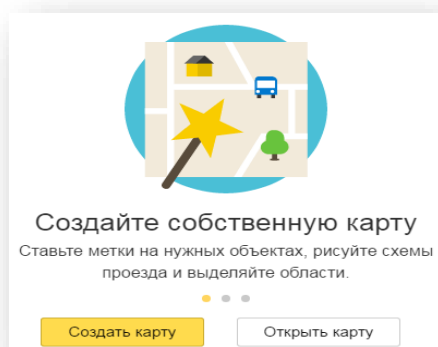 Создайте собственную карту
Ставьте метки на нужных объектах, рисуйте схемы
проезда и выделяйте области.
Создать карту
Открыть карту